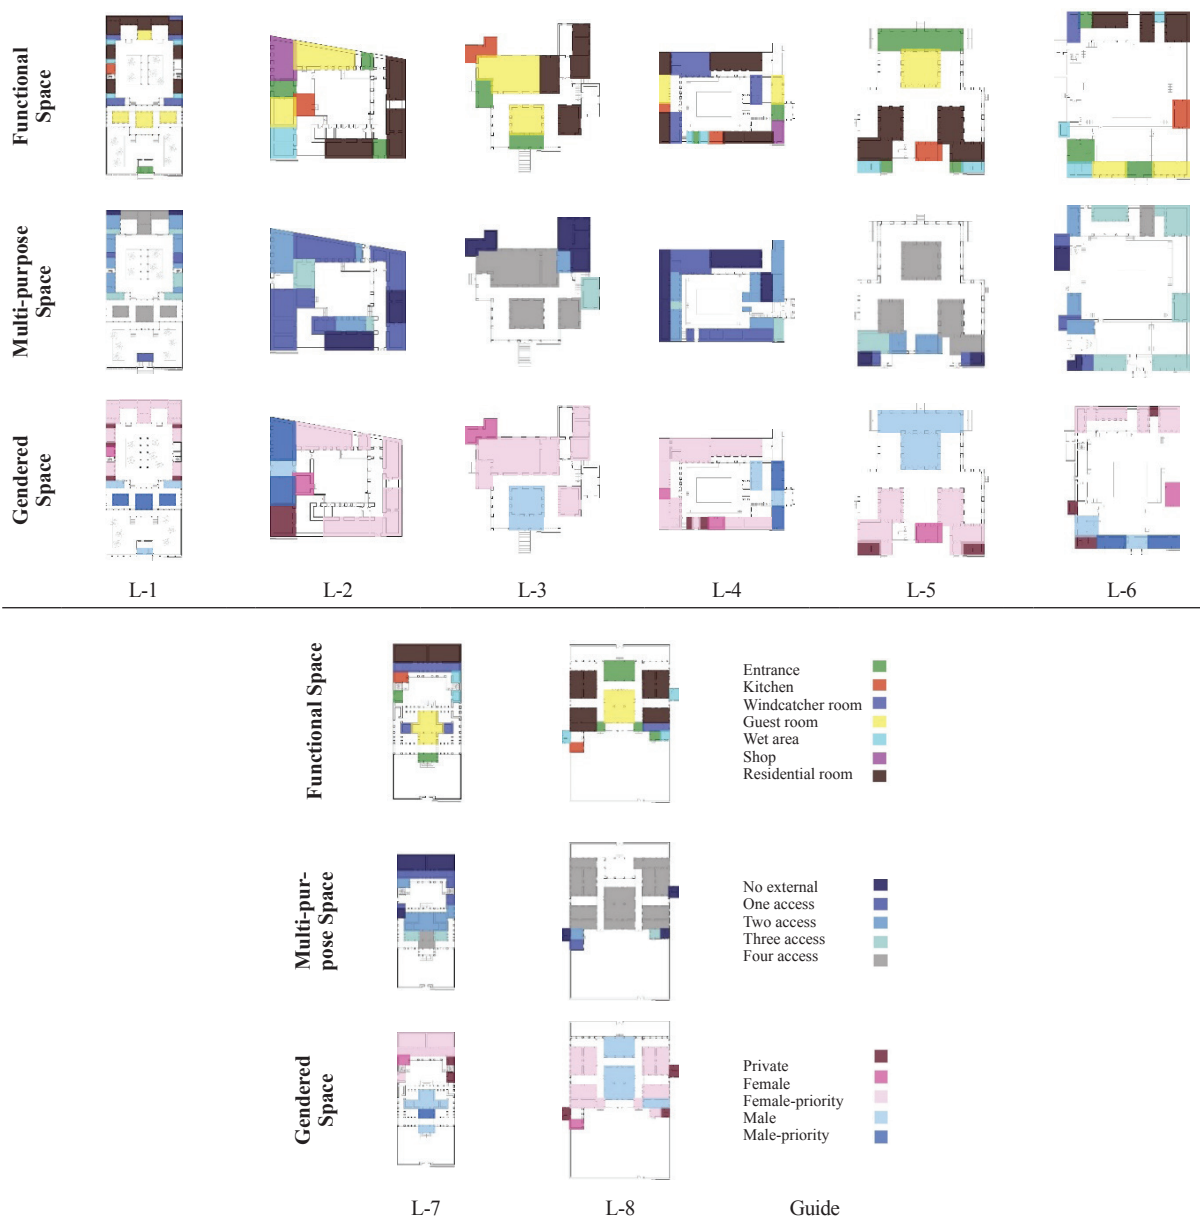 Functional
Space
Multi-purpose
Space
Gendered
Space
L-1
L-2
L-3
L-4
L-5
L-6
Functional Space
Entrance
Kitchen
Windcatcher room
Guest room
Wet area
Shop
Residential room
Multi-pur-
pose Space
No external
One access
Two access
Three access
Four access
Gendered
Space
Private
Female
Female-priority
Male
Male-priority
L-7
L-8
Guide